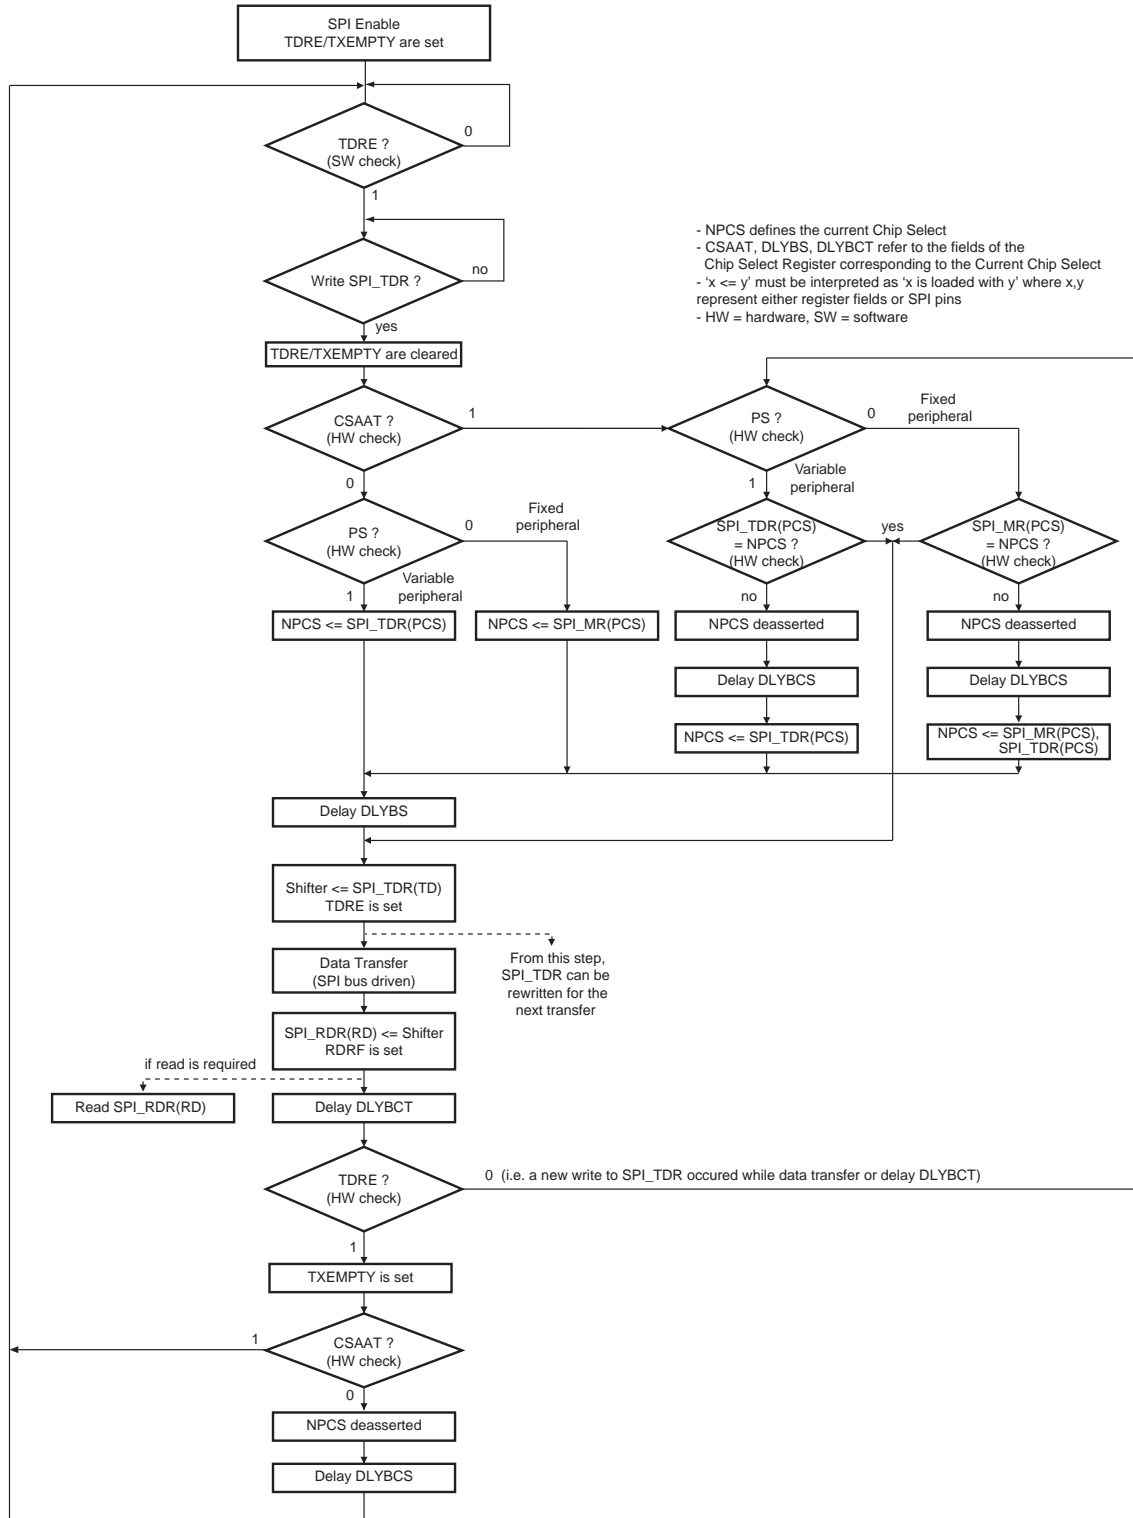 SPI Enable
TDRE/TXEMPTY are set
TDRE ?
(SW check)
0
1
Write SPI_TDR ?
no
yes
- NPCS defines the current Chip Select
- CSAAT, DLYBS, DLYBCT refer to the fields of the
Chip Select Register corresponding to the Current Chip Select
- ‘x <= y’ must be interpreted as ‘x is loaded with y’ where x,y
represent either register fields or SPI pins
- HW = hardware, SW = software
TDRE/TXEMPTY are cleared
CSAAT ?
(HW check)
1
0
PS ?
(HW check)
0
Fixed
peripheral
1
Variable
peripheral
PS ?
(HW check)
0
Fixed
peripheral
1
Variable
peripheral
SPI_TDR(PCS)
= NPCS ?
(HW check)
yes
no
SPI_MR(PCS)
= NPCS ?
(HW check)
no
NPCS <= SPI_TDR(PCS)
NPCS <= SPI_MR(PCS)
NPCS deasserted
NPCS deasserted
Delay DLYBCS
Delay DLYBCS
NPCS <= SPI_TDR(PCS)
NPCS <= SPI_MR(PCS),
SPI_TDR(PCS)
Delay DLYBS
Shifter <= SPI_TDR(TD)
TDRE is set
From this step,
SPI_TDR can be
rewritten for the
next transfer
Data Transfer
(SPI bus driven)
SPI_RDR(RD) <= Shifter
RDRF is set
if read is required
Read SPI_RDR(RD)
Delay DLYBCT
TDRE ?
(HW check)
0 (i.e. a new write to SPI_TDR occured while data transfer or delay DLYBCT)
1
TXEMPTY is set
CSAAT ?
(HW check)
1
0
NPCS deasserted
Delay DLYBCS